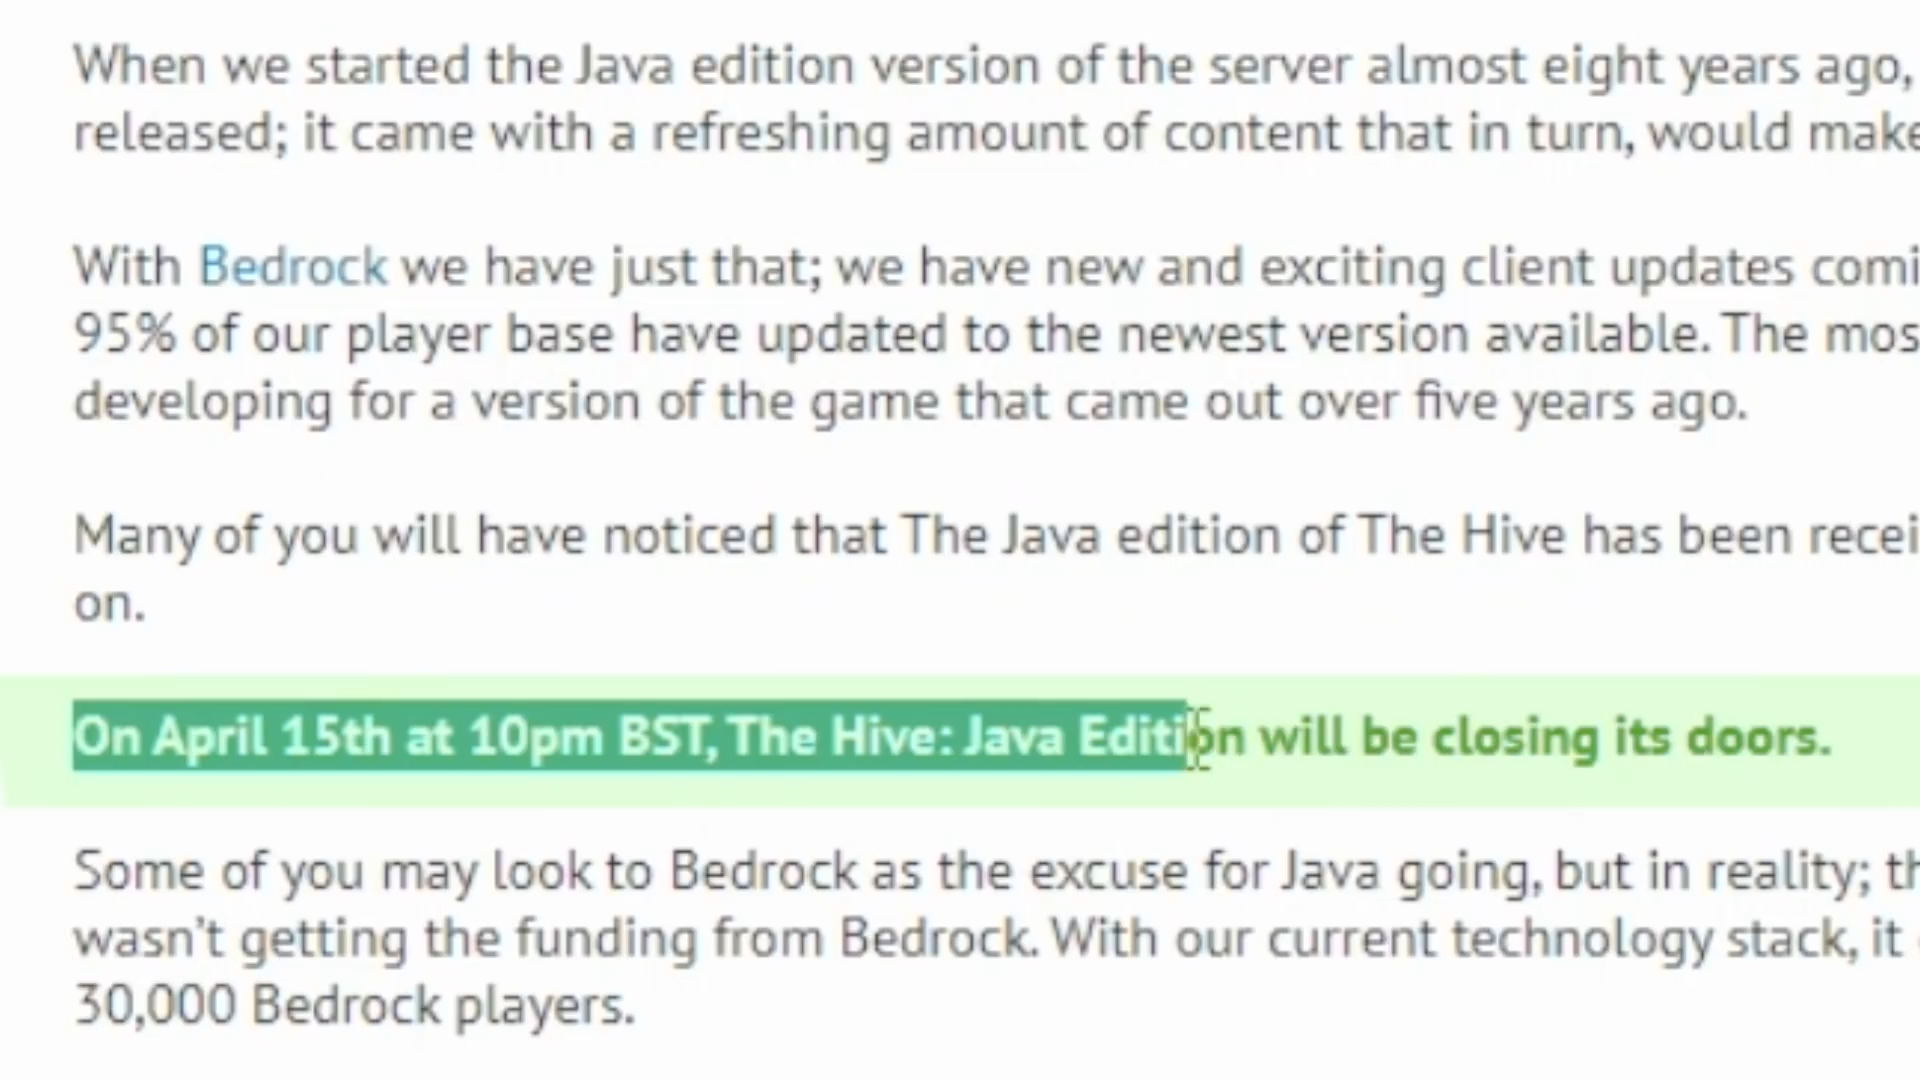 When we started the Java edition version of the server almost eight years ago,
released; it came with a refreshing amount of content that in turn, would make
With Bedrock we have just that; we have new and exciting client updates comi
95% of our player base have updated to the newest version available. The mos
developing for a version of the game that came out over five years ago.
Many of you will have noticed that The Java edition of The Hive has been recei
on.
On April 15th at 10pm BST, The Hive: Java Edition will be closing its doors.
Some of you may look to Bedrock as the excuse for Java going, but in reality; th
wasn't getting the funding from Bedrock. With our current technology stack, it
30,000 Bedrock players.